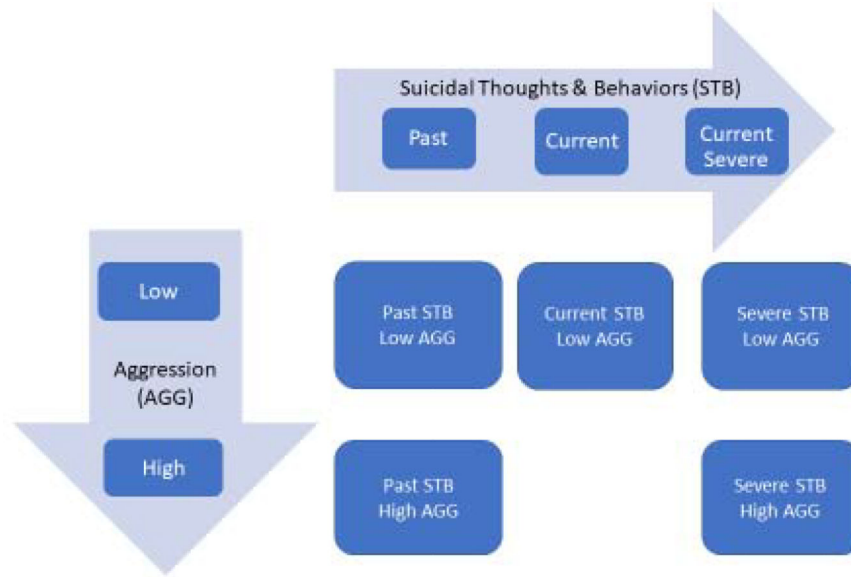 Suicidal Thoughts & Behaviors (STB)
Past
Current
Current
Severe
Low
Aggression
(AGG)
High
Past STB
Low AGG
Current STB
Low AGG
Severe STB
Low AGG
Past STB
High AGG
Severe STB
High AGG